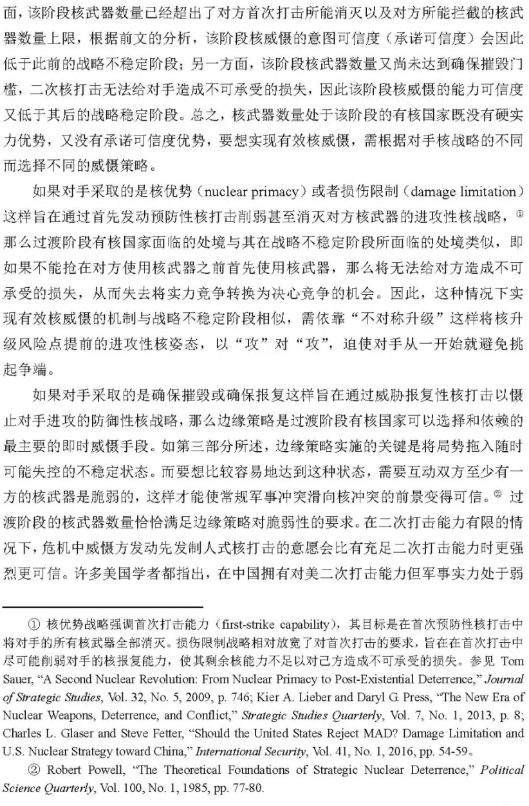 面，该阶段核武器数量已经超出了对方首次打击所能消灭以及对方所能拦截的核武
器数量上限，根据前文的分析，该阶段核威慑的意图可信度（承诺可信度）会因此
低于此前的战略不稳定阶段；另一方面，该阶段核武器数量又尚未达到确保摧毁门
槛，二次核打击无法给对手造成不可承受的损失，因此该阶段核威慑的能力可信度
又低于其后的战略稳定阶段。总之，核武器数量处于该阶段的有核国家既没有硬实
力优势，又没有承诺可信度优势，要想实现有效核威慑，需根据对手核战略的不同
而选择不同的威慑策略。
如果对手采取的是核优势（nuclear primacy）或者损伤限制（damage limitation）
这样旨在通过首先发动预防性核打击削弱甚至消灭对方核武器的进攻性核战略，①
那么过渡阶段有核国家面临的处境与其在战略不稳定阶段所面临的处境类似，即
如果不能抢在对方使用核武器之前首先使用核武器，那么将无法给对方造成不可
承受的损失，从而失去将实力竞争转换为决心竞争的机会。因此，这种情况下实
现有效核威慑的机制与战略不稳定阶段相似，需依靠“不对称升级”这样将核升
级风险点提前的进攻性核姿态，以“攻”对“攻”，迫使对手从一开始就避免挑
起争端。
如果对手采取的是确保摧毁或确保报复这样旨在通过威胁报复性核打击以慑
止对手进攻的防御性核战略，那么边缘策略是过渡阶段有核国家可以选择和依赖的
最主要的即时威慑手段。如第三部分所述，边缘策略实施的关键是将局势拖入随时
可能失控的不稳定状态。而要想比较容易地达到这种状态，需要互动双方至少有一
方的核武器是脆弱的，这样才能使常规军事冲突滑向核冲突的前景变得可信。② 过
渡阶段的核武器数量恰恰满足边缘策略对脆弱性的要求。在二次打击能力有限的情
况下，危机中威慑方发动先发制人式核打击的意愿会比有充足二次打击能力时更强
烈更可信。许多美国学者都指出，在中国拥有对美二次打击能力但军事实力处于弱
① 核优势战略强调首次打击能力（first-strike capability），其目标是在首次预防性核打击中
将对手的所有核武器全部消灭。损伤限制战略相对放宽了对首次打击的要求，旨在在首次打击中
尽可能削弱对手的核报复能力，使其剩余核能力不足以对己方造成不可承受的损失。参见 Tom
Sauer, “A Second Nuclear Revolution: From Nuclear Primacy to Post-Existential Deterrence,” Journal
of Strategic Studies, Vol. 32, No. 5, 2009, p. 746; Kier A. Lieber and Daryl G. Press, “The New Era of
Nuclear Weapons, Deterrence, and Conflict,” Strategic Studies Quarterly, Vol. 7, No. 1, 2013, p. 8;
Charles L. Glaser and Steve Fetter, “Should the United States Reject MAD? Damage Limitation and
U.S. Nuclear Strategy toward China,” International Security, Vol. 41, No. 1, 2016, pp. 54-59。
② Robert Powell, “The Theoretical Foundations of Strategic Nuclear Deterrence,” Political
Science Quarterly, Vol. 100, No. 1, 1985, pp. 77-80.